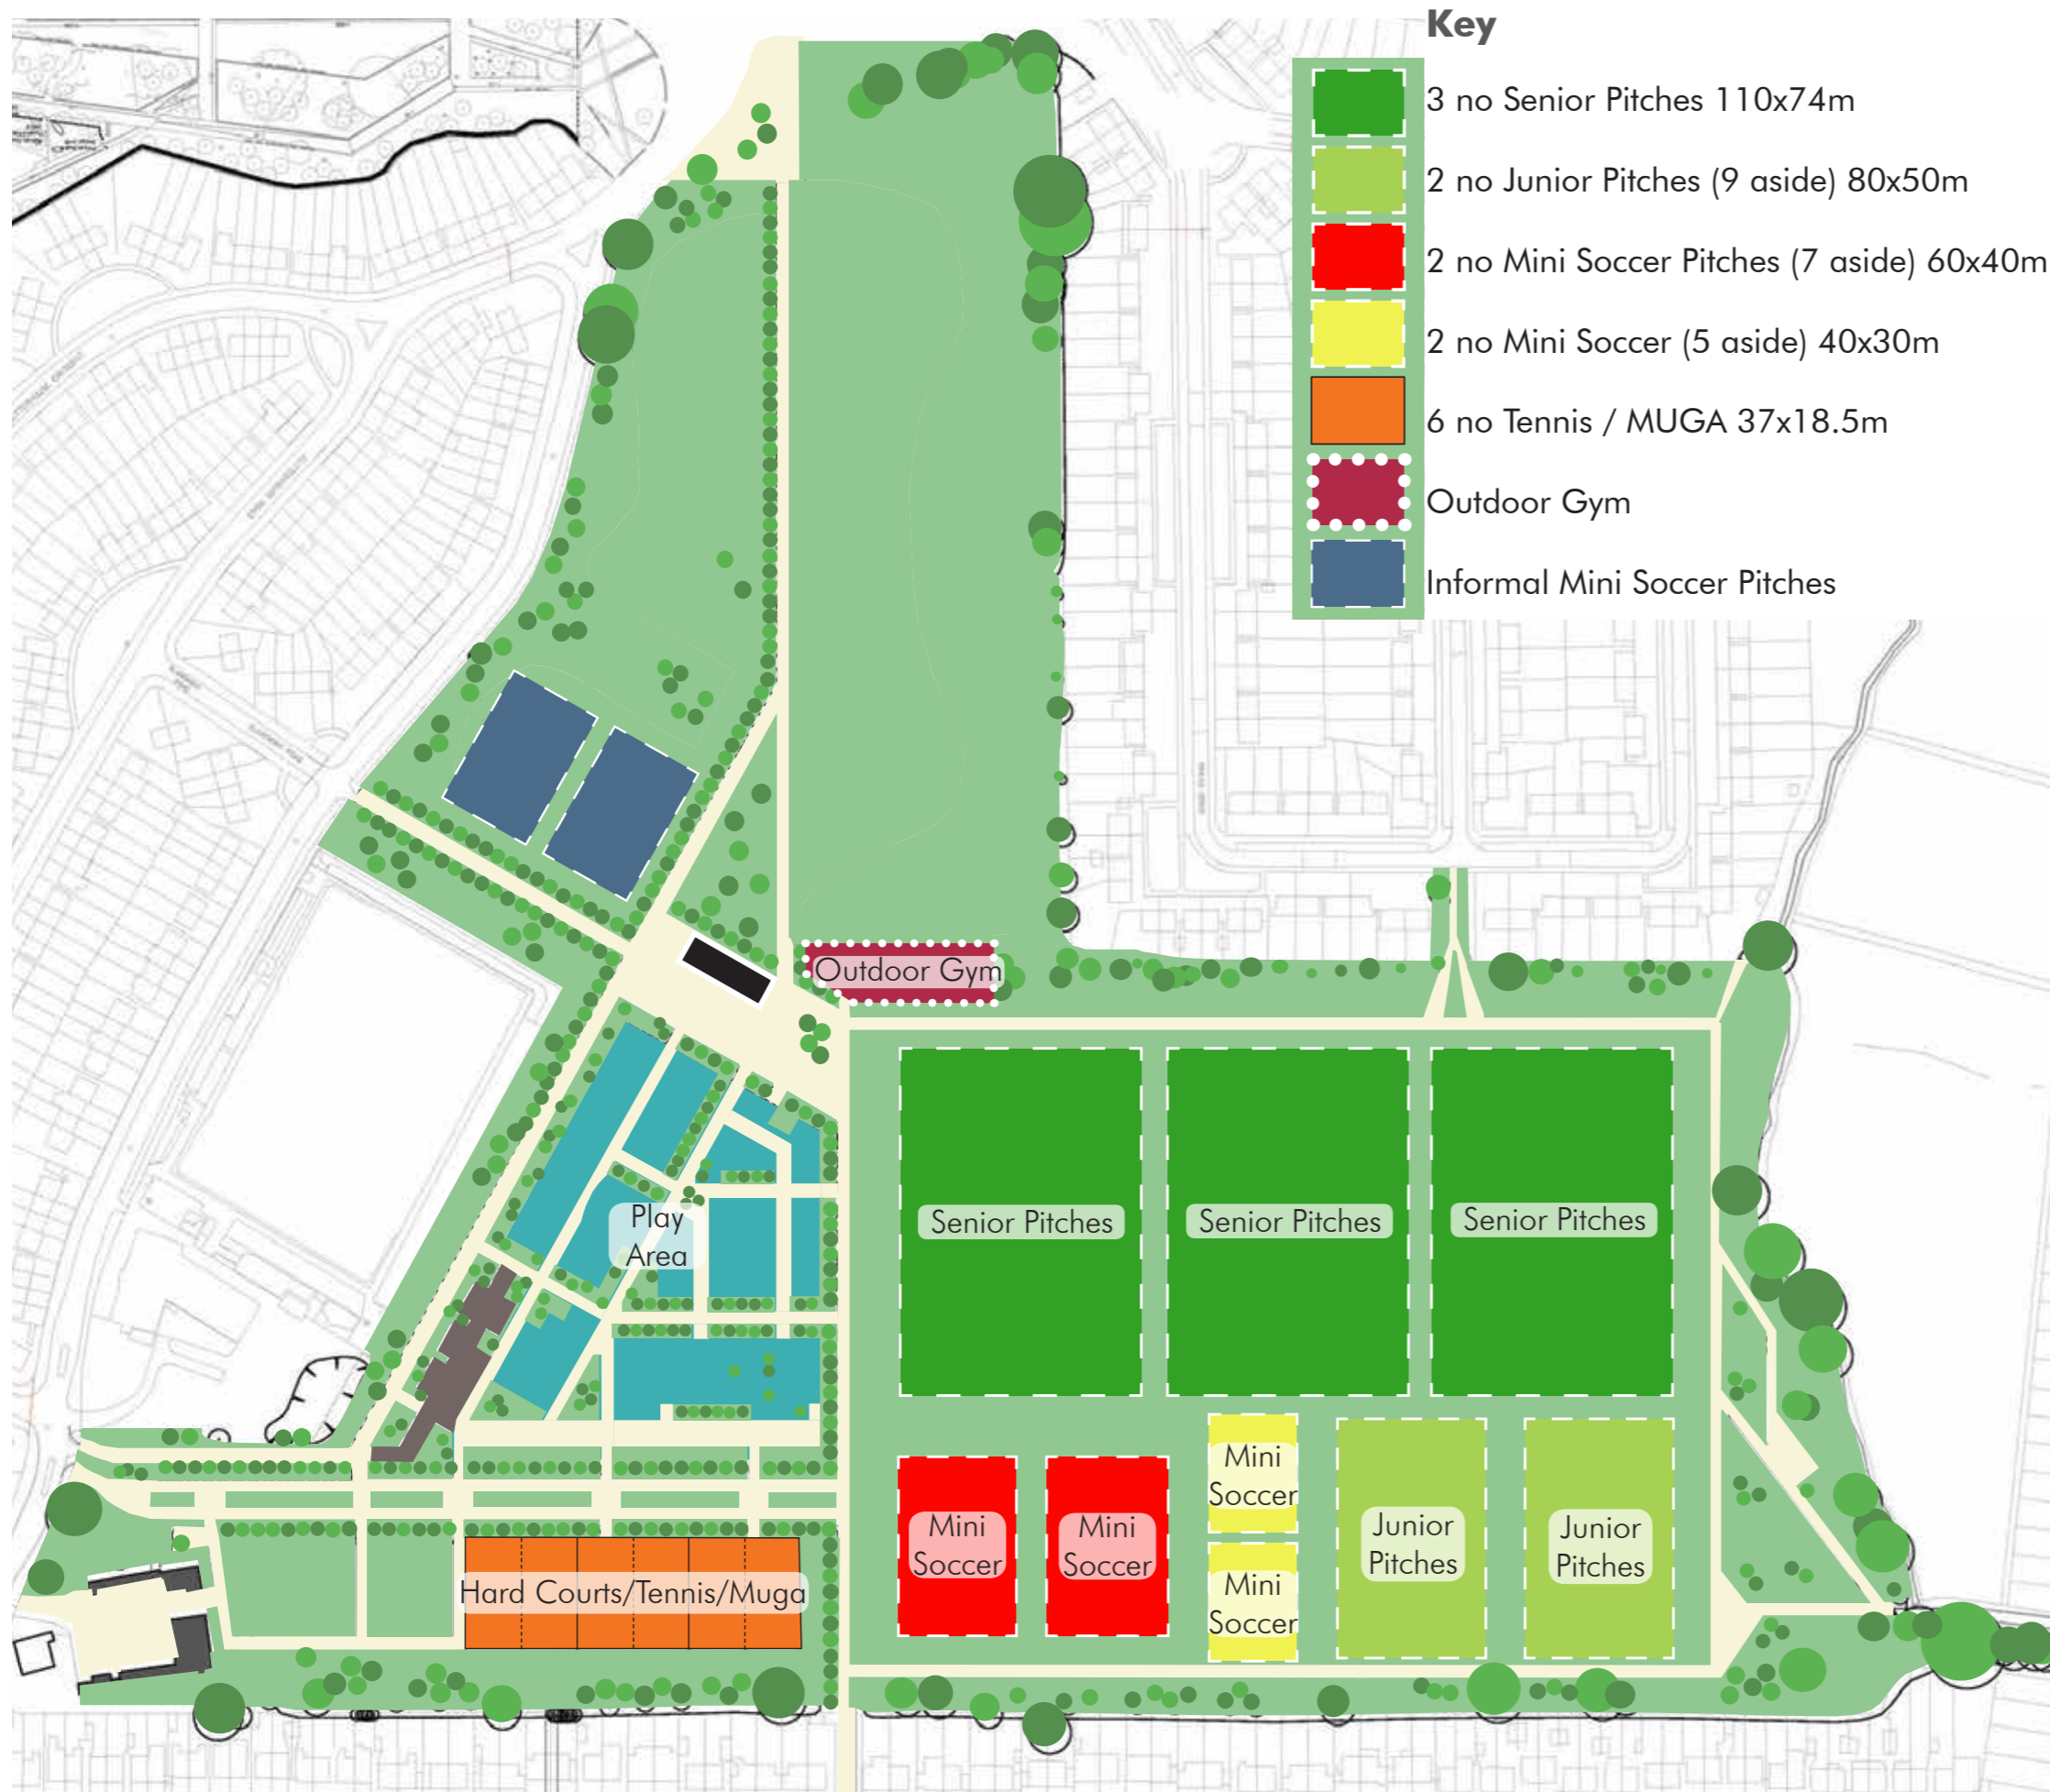 Key
3 no Senior Pitches 110x74m
2 no Junior Pitches (9 aside) 80x50m
2 no Mini Soccer Pitches (7 aside) 60x40m
2 no Mini Soccer (5 aside) 40x30m
6 no Tennis / MUGA 37x18.5m
Outdoor Gym
Informal Mini Soccer Pitches
Outdoor Gym
Play
Area
Senior Pitches
Senior Pitches
Senior Pitches
Mini
Soccer
Mini
Soccer
Mini
Soccer
Mini
Soccer
Junior
Pitches
Junior
Pitches
Hard Courts/Tennis/Muga